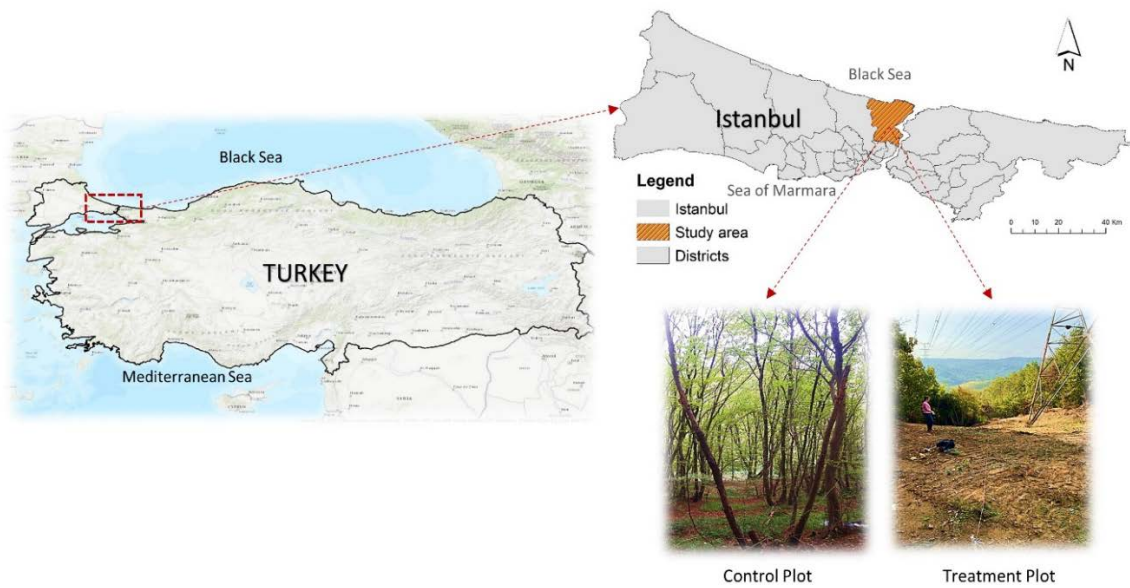 Black Sea
TURKEY
Mediterranean Sea
N
Black Sea
Istanbul
Sea of Marmara
Legend
Istanbul
Study area
Districts
0 10 20 40 Km
Control Plot
Treatment Plot